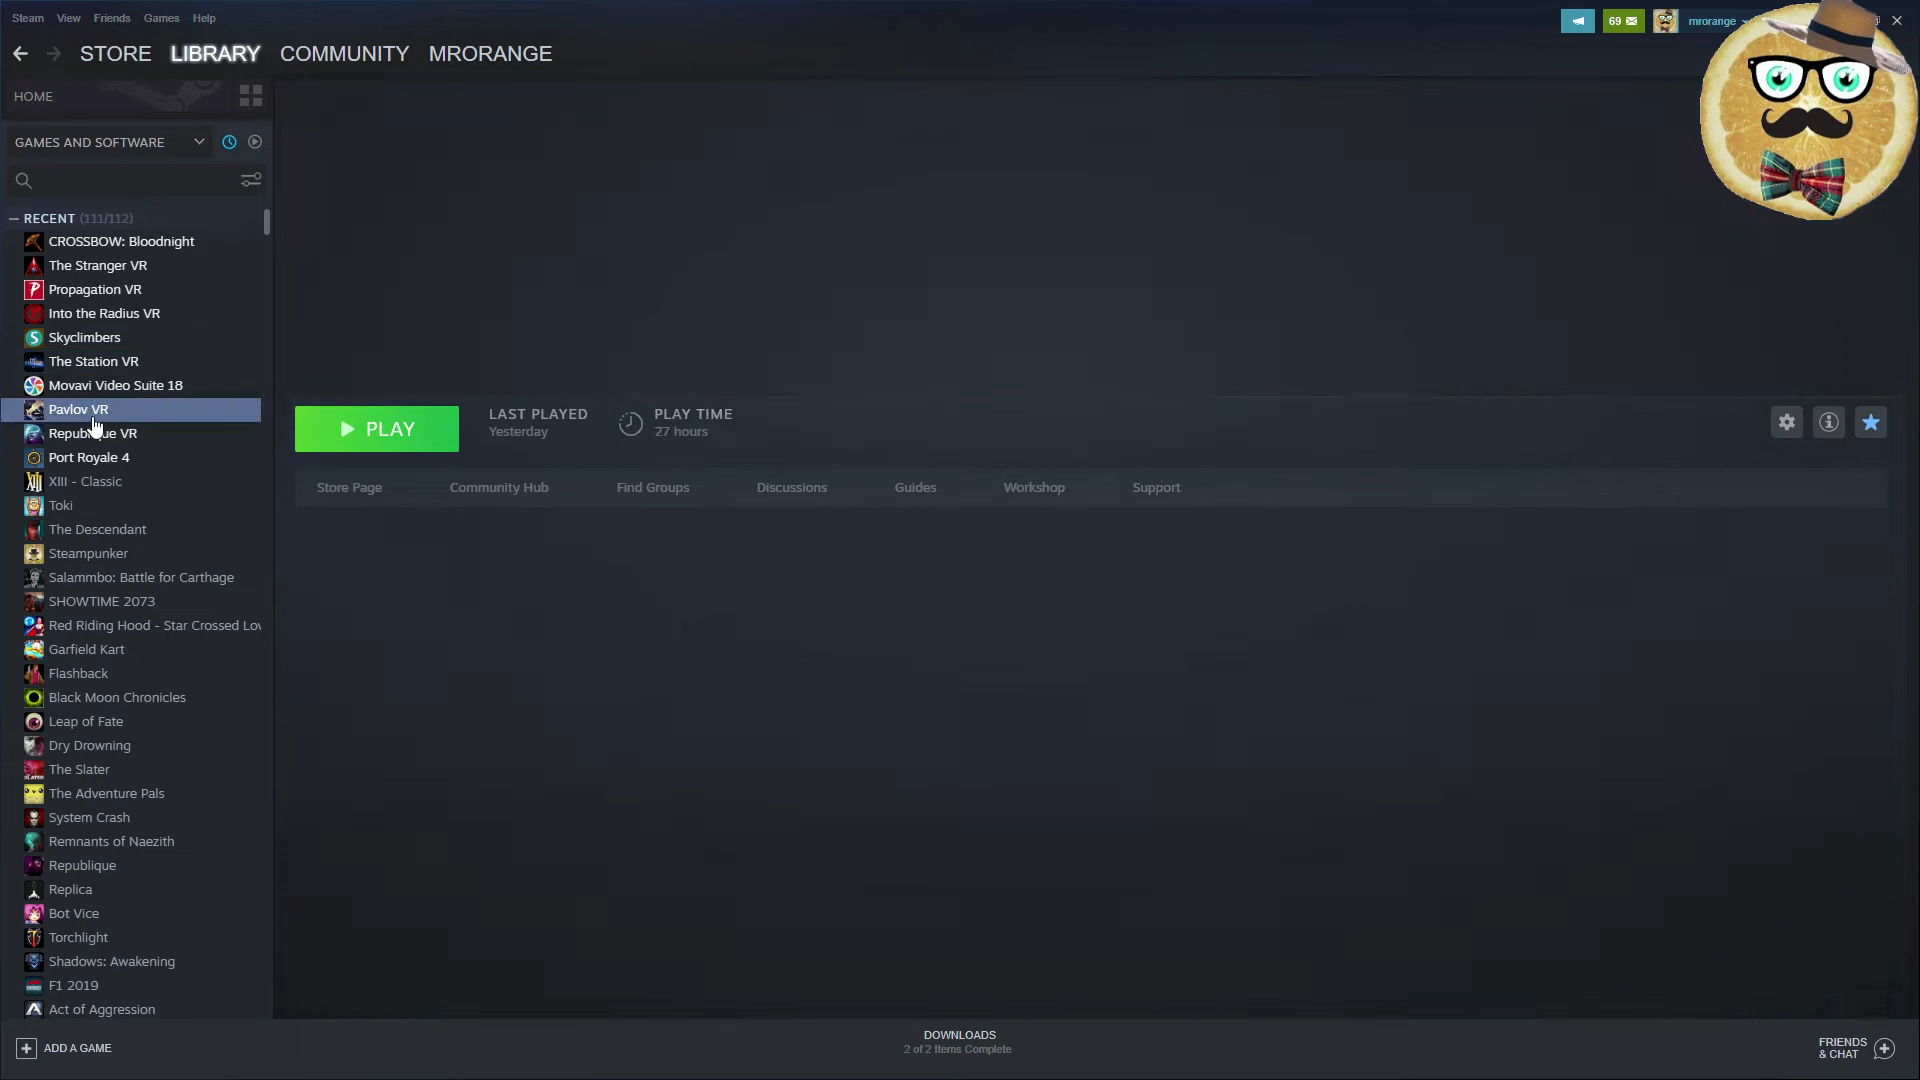 Steam View Friends Games Help
69
mrorange
STORE LIBRARY COMMUNITY MRORANGE
HOME
GAMES AND SOFTWARE
RECENT (111/112)
CROSSBOW: Bloodnight
The Stranger VR
Propagation VR
Into the Radius VR
Skyclimbers
The Station VR
Movavi Video Suite 18
Pavlov VR
Republique VR
Port Royale 4
XIII - Classic
Toki
The Descendant
Steampunker
Salammbo: Battle for Carthage
SHOWTIME 2073
Red Riding Hood - Star Crossed Lov
Garfield Kart
Flashback
Black Moon Chronicles
Leap of Fate
Dry Drowning
The Slater
The Adventure Pals
System Crash
Remnants of Naezith
Republique
Replica
Bot Vice
Torchlight
Shadows: Awakening
F1 2019
Act of Aggression
PLAY
LAST PLAYED
Yesterday
PLAY TIME
27 hours
Store Page Community Hub Find Groups Discussions Guides Workshop Support
ADD A GAME
DOWNLOADS
2 of 2 Items Complete
FRIENDS
& CHAT